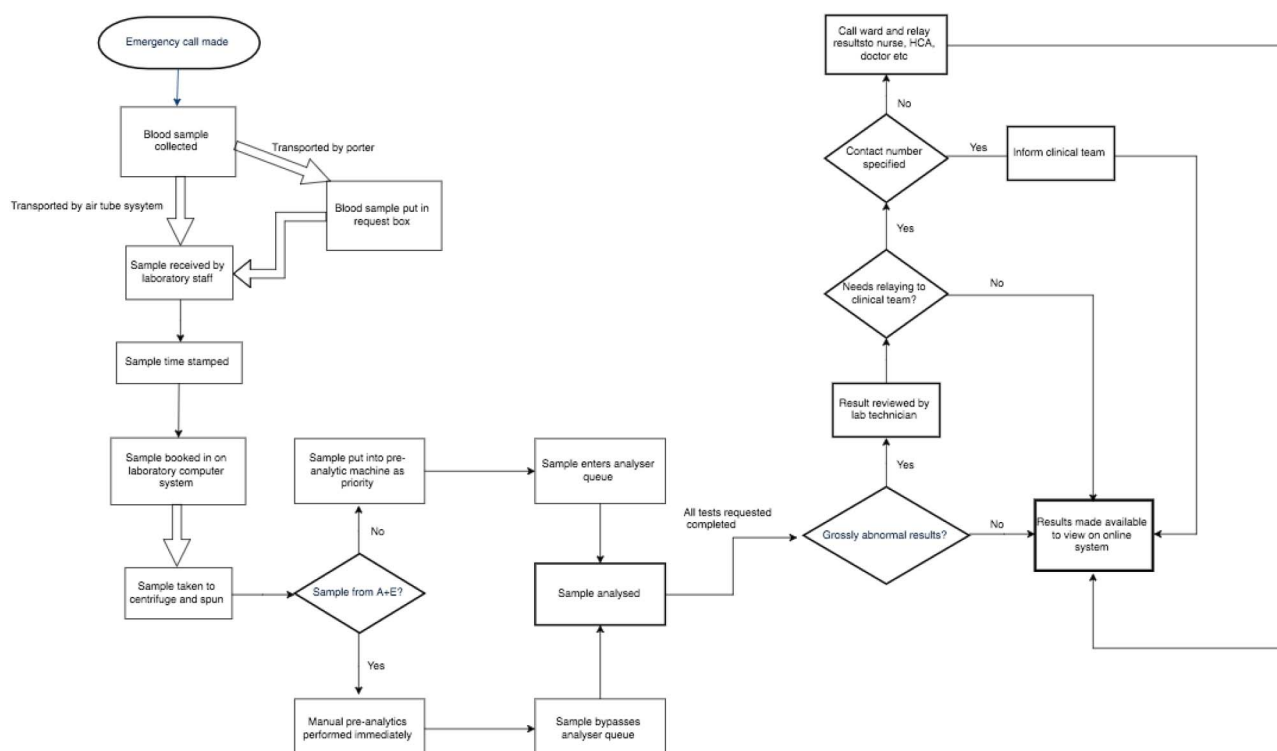 Emergency call made
Blood sample
collected
Transported by porter
Transported by air tube sysytem
Blood sample put in
request box
Sample received by
laboratory staff
Sample time stamped
Sample booked in on
laboratory computer
system
Sample taken to
centrifuge and spun
Sample from A+E?
No
Sample put into pre-
analytic machine as
priority
Sample enters analyser
queue
Yes
Manual pre-analytics
performed immediately
Sample bypasses
analyser queue
Sample analysed
All tests requested
completed
Grossly abnormal results?
No
Yes
Result reviewed by
lab technician
Needs relaying to
clinical team?
No
Yes
Contact number
specified
Yes
Inform clinical team
No
Call ward and relay
resultsto nurse, HCA,
doctor etc
Results made available
to view on online
system